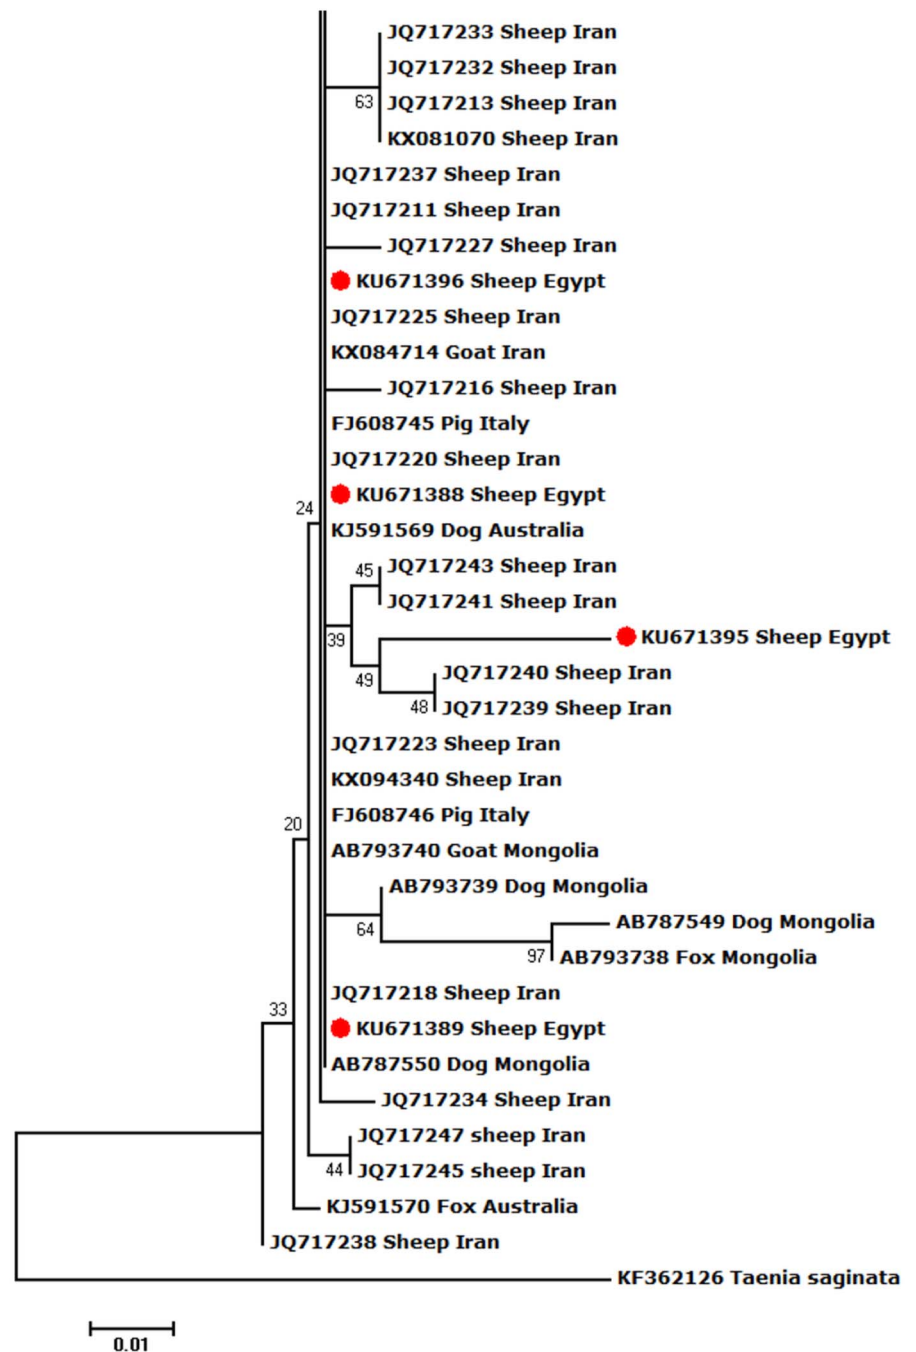 JQ717233 Sheep Iran
JQ717232 Sheep Iran
63
JQ717213 Sheep Iran
KX081070 Sheep Iran
JQ717237 Sheep Iran
JQ717211 Sheep Iran
JQ717227 Sheep Iran
KU671396 Sheep Egypt
JQ717225 Sheep Iran
KX084714 Goat Iran
JQ717216 Sheep Iran
FJ608745 Pig Italy
JQ717220 Sheep Iran
KU671388 Sheep Egypt
24
KJ591569 Dog Australia
45
JQ717243 Sheep Iran
JQ717241 Sheep Iran
39
KU671395 Sheep Egypt
49
JQ717240 Sheep Iran
48
JQ717239 Sheep Iran
JQ717223 Sheep Iran
KX094340 Sheep Iran
FJ608746 Pig Italy
20
AB793740 Goat Mongolia
AB793739 Dog Mongolia
64
AB787549 Dog Mongolia
97
AB793738 Fox Mongolia
JQ717218 Sheep Iran
33
KU671389 Sheep Egypt
AB787550 Dog Mongolia
JQ717234 Sheep Iran
JQ717247 sheep Iran
44
JQ717245 sheep Iran
KJ591570 Fox Australia
JQ717238 Sheep Iran
KF362126 Taenia saginata
0.01